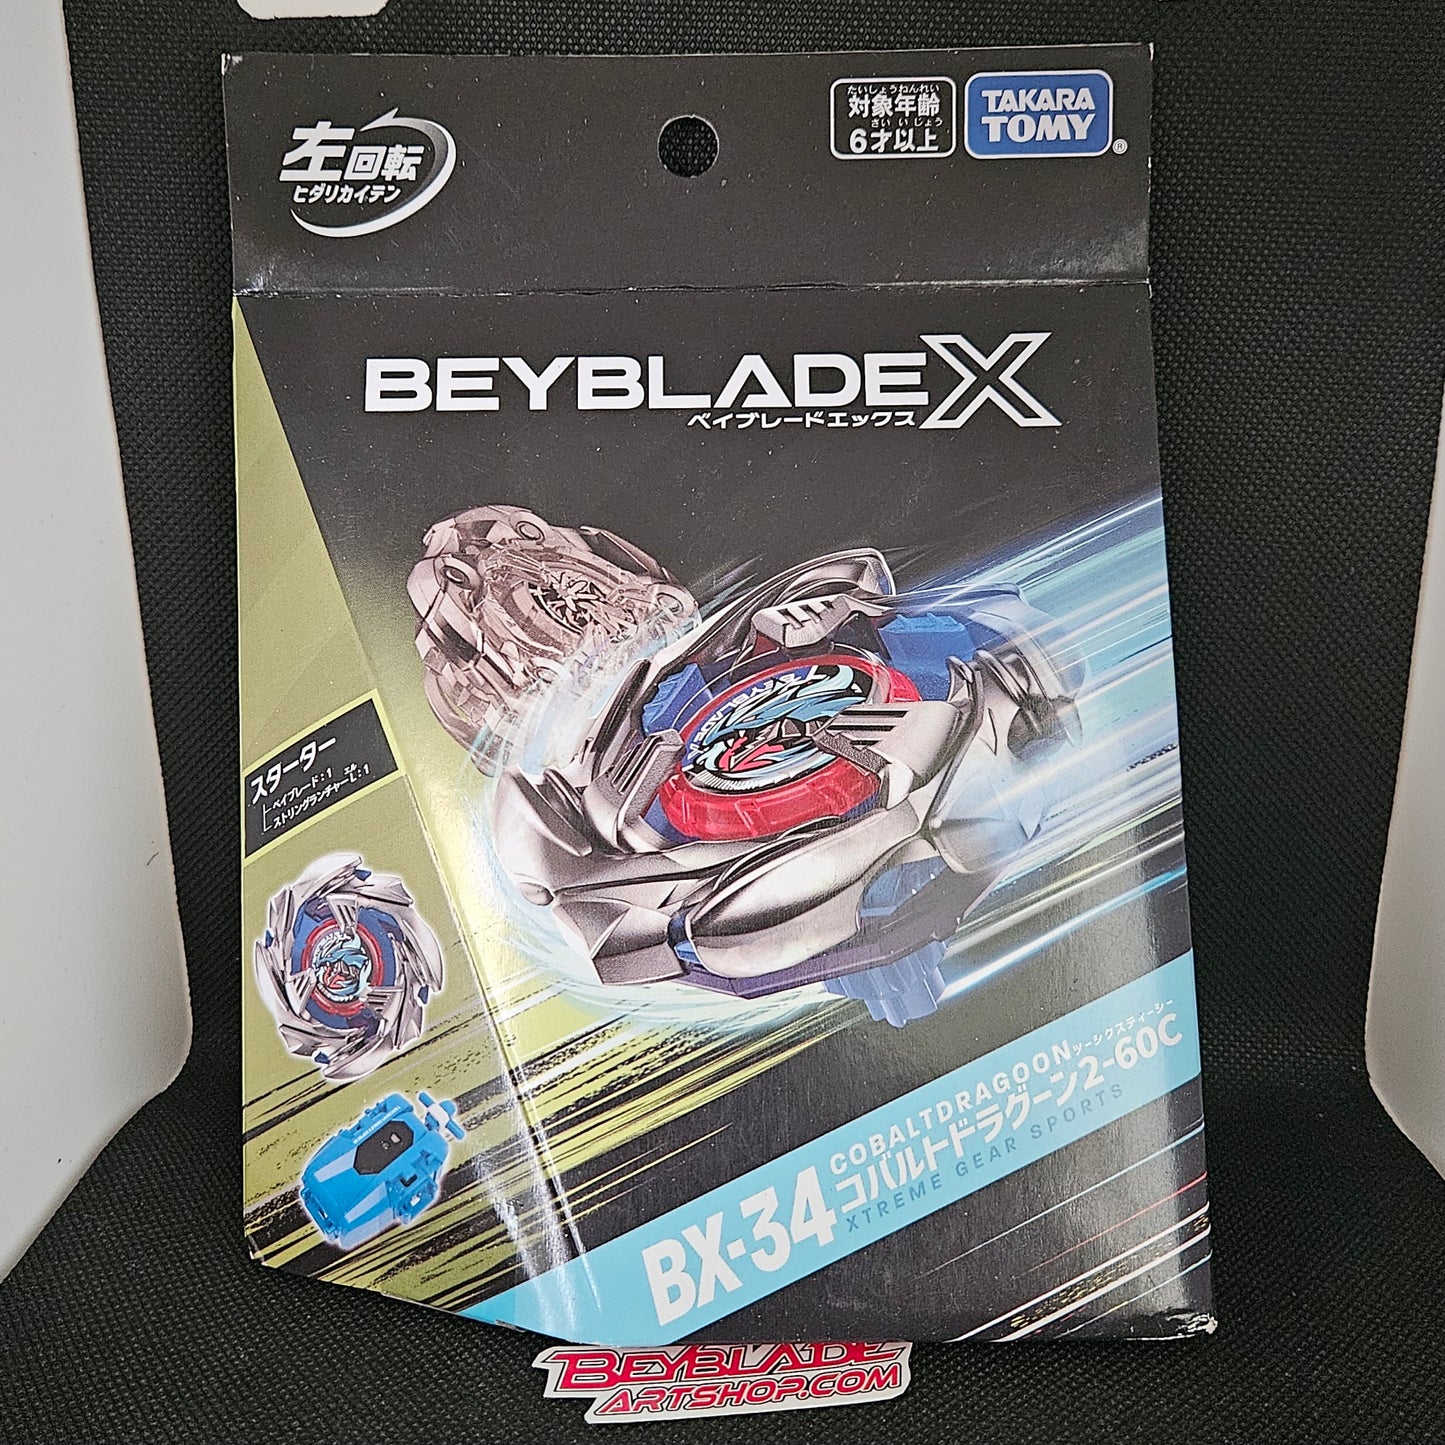 左回転
ヒダリカイテン
たいしょうねんれい
対象年齢
さい いじょう
6才以上
TAKARA
TOMY
®
BEYBLADE X
ベイブレードエックス
スターター
ベイブレード:1
エル
ストリングランチャーL:1
BX-34
COBALTDRAGOON
ツーシクスティーシー
コバルトドラグーン2-60C
XTREME GEAR SPORTS
BEYBLADE
ARTSHOP.COM